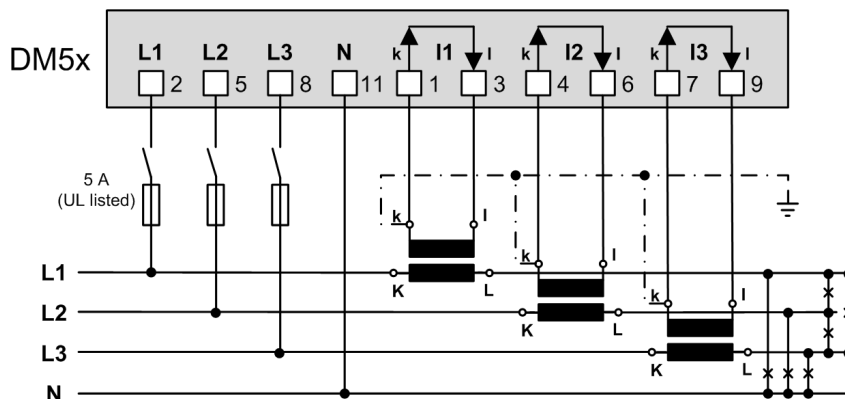 L1 L2 L3 N k I1 l k I2 l k I3 l
DM5x
2 5 8 11 1 3 4 6 7 9
5 A
(UL listed)
k l
k l
L1
K L
k l
L2
K L
L3
K L
N